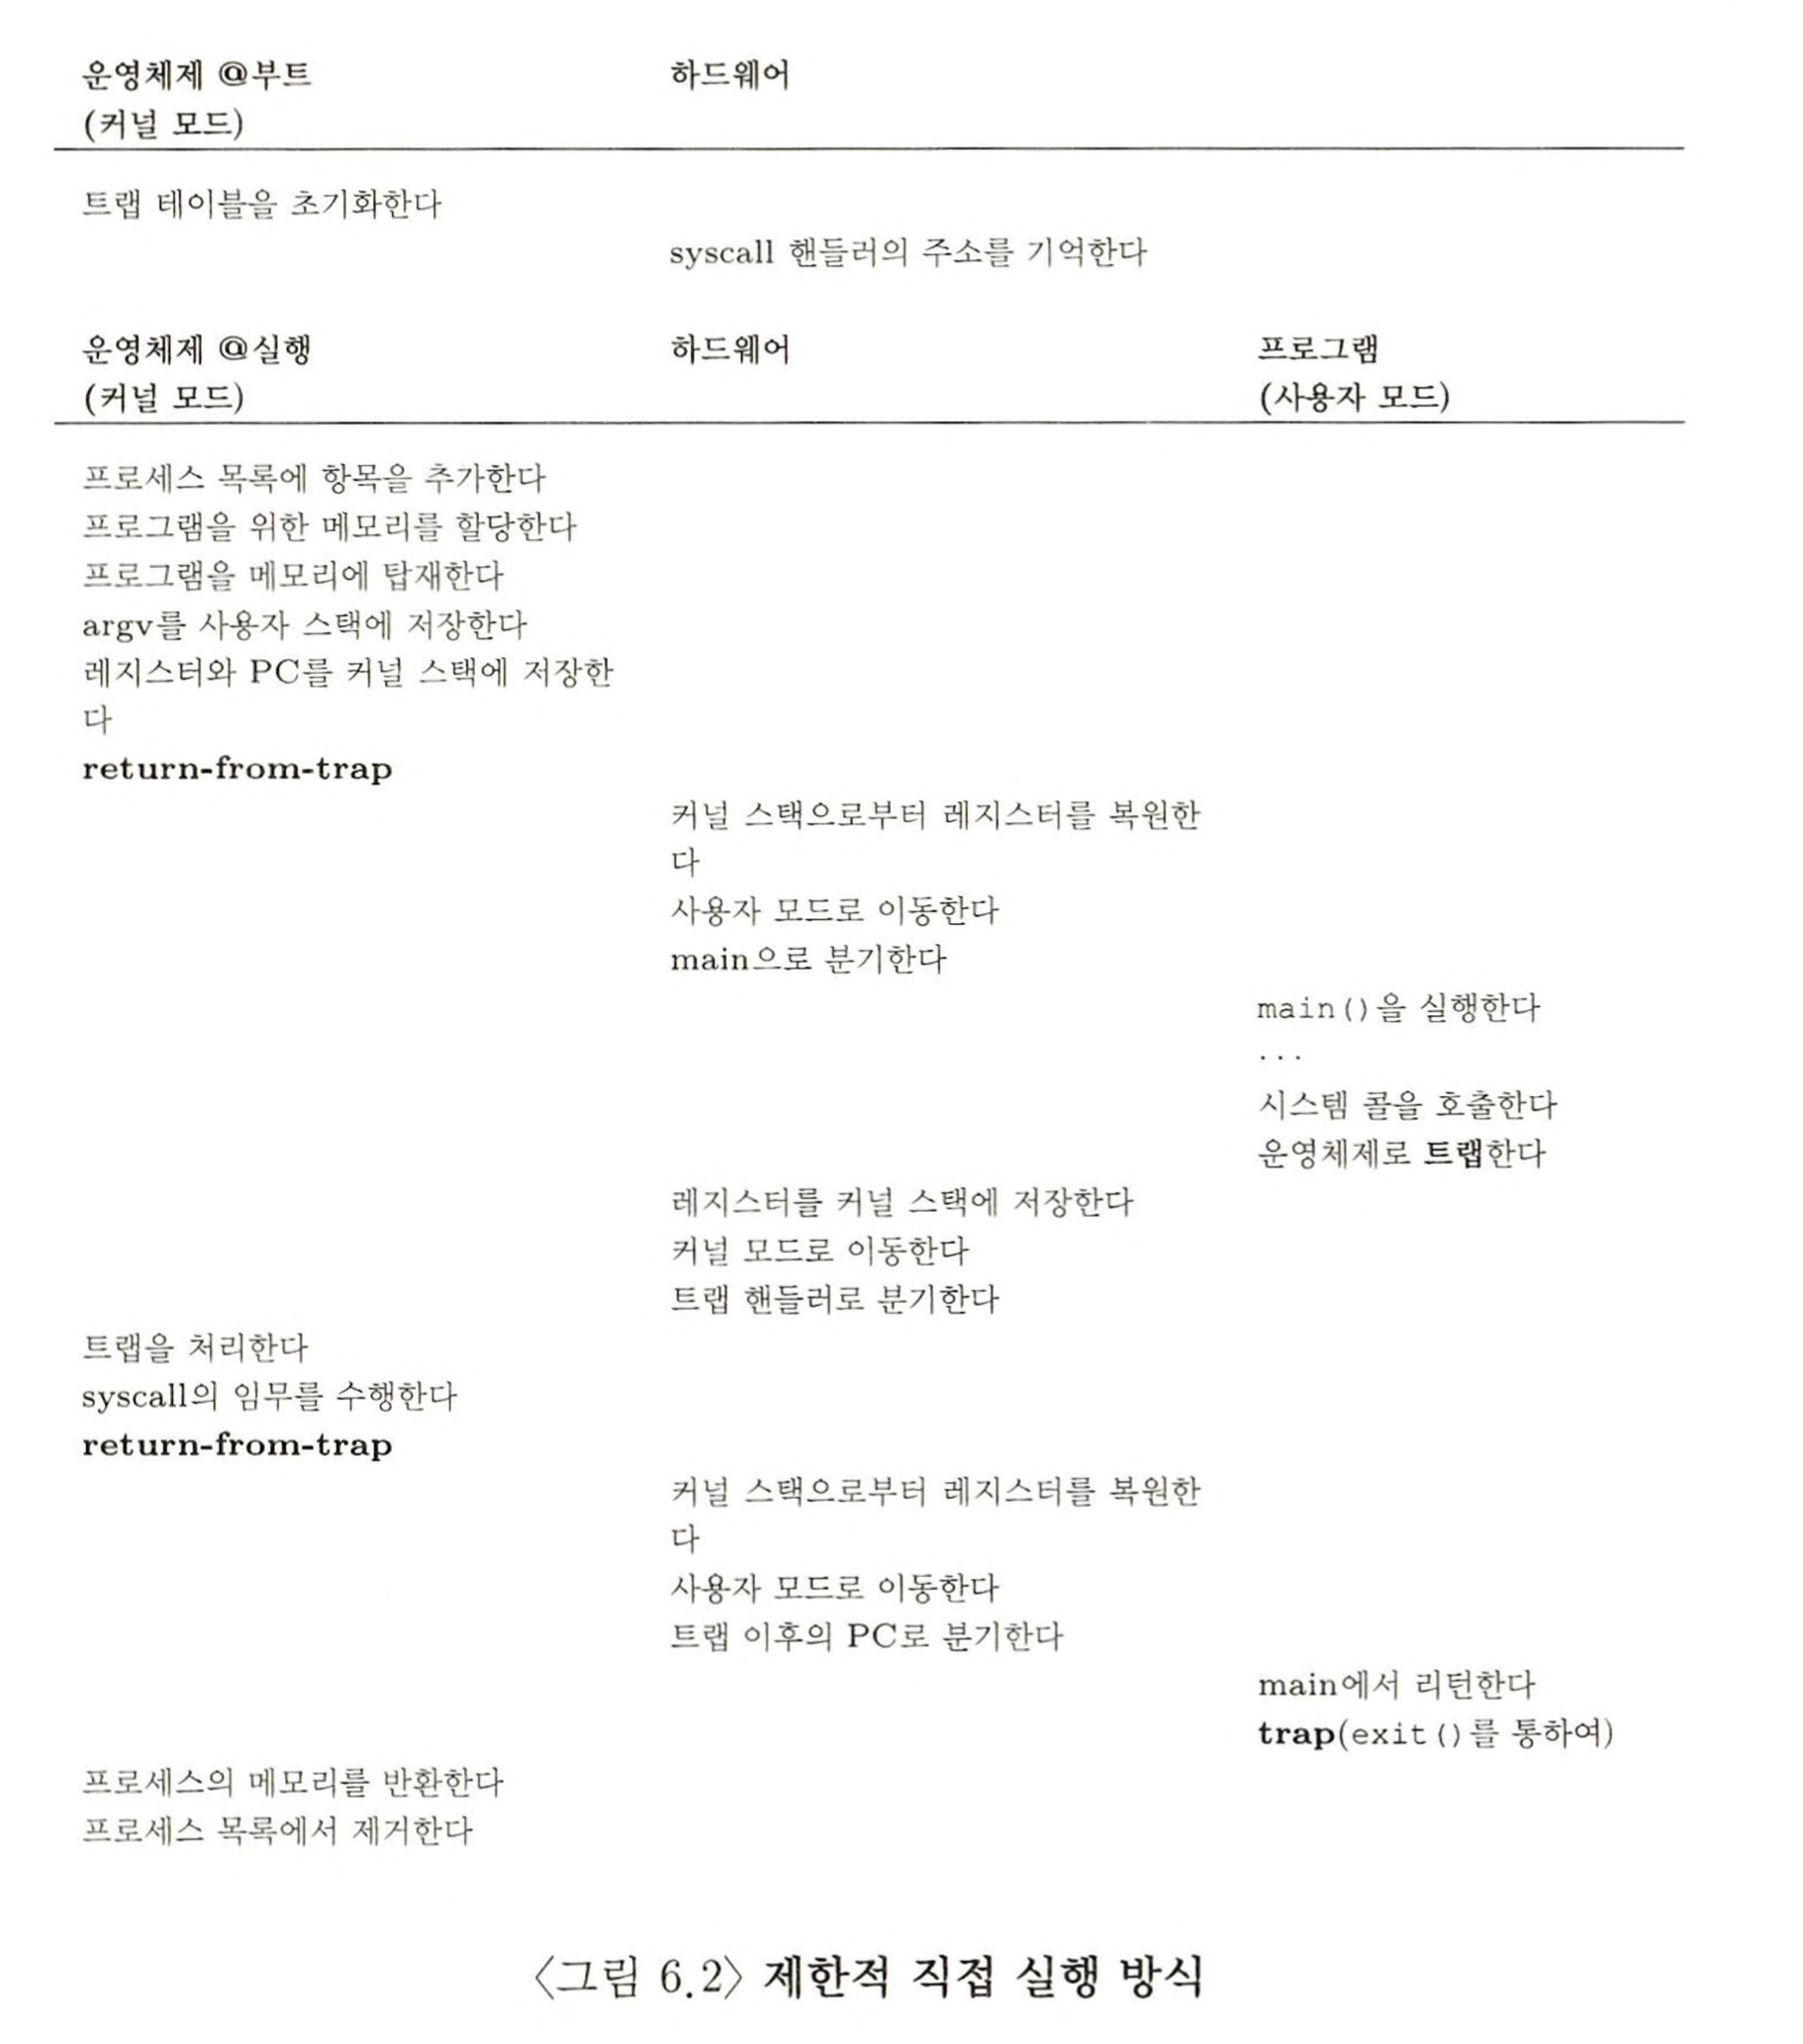 운영체제 @부트 하드웨어
(커널 모드)
트랩 테이블을 초기화한다
syscall 핸들러의 주소를 기억한다
운영체제 @실행 하드웨어 프로그램
(커널 모드) (사용자 모드)
프로세스 목록에 항목을 추가한다
프로그램을 위한 메모리를 할당한다
프로그램을 메모리에 탑재한다
argv를 사용자 스택에 저장한다
레지스터와 PC를 커널 스택에 저장한
다
return-from-trap
커널 스택으로부터 레지스터를 복원한
다
사용자 모드로 이동한다
main으로 분기한다
main()을 실행한다
...
시스템 콜을 호출한다
운영체제로 트랩한다
레지스터를 커널 스택에 저장한다
커널 모드로 이동한다
트랩 핸들러로 분기한다
트랩을 처리한다
syscall의 임무를 수행한다
return-from-trap
커널 스택으로부터 레지스터를 복원한
다
사용자 모드로 이동한다
트랩 이후의 PC로 분기한다
main에서 리턴한다
trap(exit()를 통하여)
프로세스의 메모리를 반환한다
프로세스 목록에서 제거한다
〈그림 6.2〉 제한적 직접 실행 방식